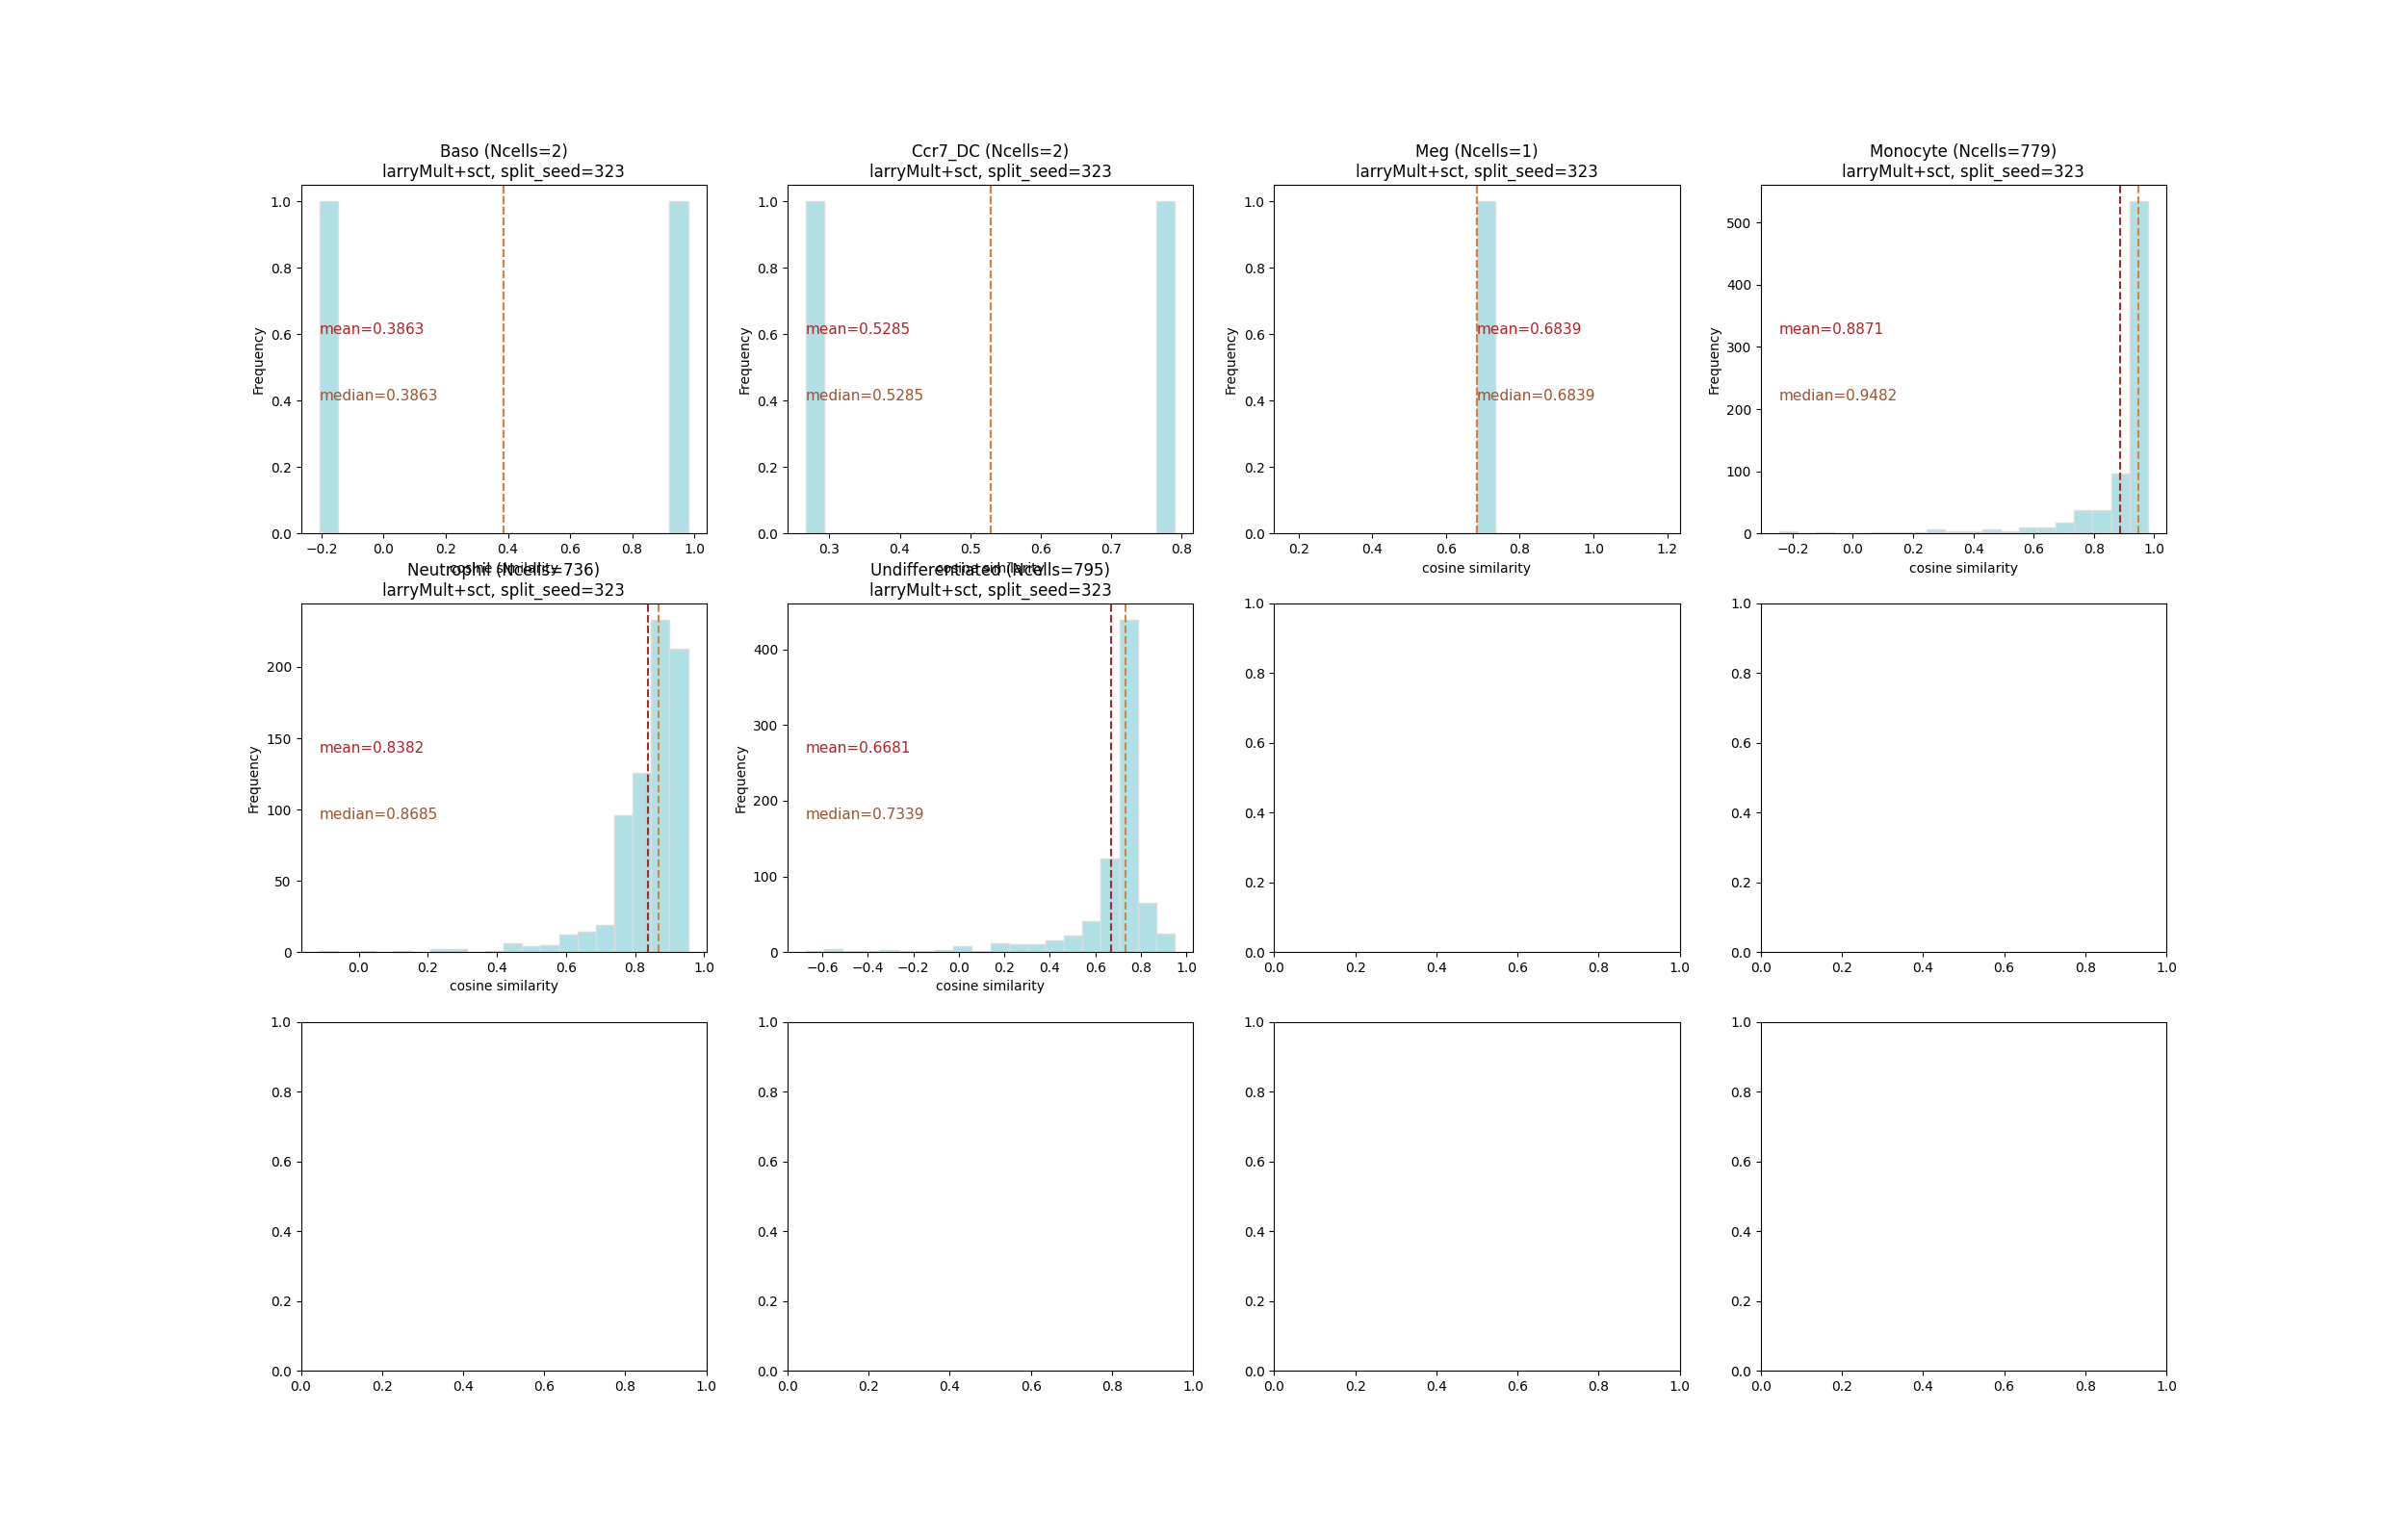 Baso (Ncells=2)
larryMult+sct, split_seed=323
Ccr7_DC (Ncells=2)
larryMult+sct, split_seed=323
Meg (Ncells=1)
larryMult+sct, split_seed=323
Monocyte (Ncells=779)
larryMult+sct, split_seed=323
1.0
0.8
0.6
0.4
0.2
0.0
Frequency
mean=0.3863
median=0.3863
−0.2 0.0 0.2 0.4 0.6 0.8 1.0
cosine similarity
1.0
0.8
0.6
0.4
0.2
0.0
Frequency
mean=0.5285
median=0.5285
0.3 0.4 0.5 0.6 0.7 0.8
cosine similarity
1.0
0.8
0.6
0.4
0.2
0.0
Frequency
mean=0.6839
median=0.6839
0.2 0.4 0.6 0.8 1.0 1.2
cosine similarity
500
400
300
200
100
0
Frequency
mean=0.8871
median=0.9482
−0.2 0.0 0.2 0.4 0.6 0.8 1.0
cosine similarity
Neutrophil (Ncells=736)
larryMult+sct, split_seed=323
200
150
100
50
0
Frequency
mean=0.8382
median=0.8685
0.0 0.2 0.4 0.6 0.8 1.0
cosine similarity
Undifferentiated (Ncells=795)
larryMult+sct, split_seed=323
400
300
200
100
0
Frequency
mean=0.6681
median=0.7339
−0.6 −0.4 −0.2 0.0 0.2 0.4 0.6 0.8 1.0
cosine similarity
1.0
0.8
0.6
0.4
0.2
0.0
0.0 0.2 0.4 0.6 0.8 1.0
1.0
0.8
0.6
0.4
0.2
0.0
0.0 0.2 0.4 0.6 0.8 1.0
1.0
0.8
0.6
0.4
0.2
0.0
0.0 0.2 0.4 0.6 0.8 1.0
1.0
0.8
0.6
0.4
0.2
0.0
0.0 0.2 0.4 0.6 0.8 1.0
1.0
0.8
0.6
0.4
0.2
0.0
0.0 0.2 0.4 0.6 0.8 1.0
1.0
0.8
0.6
0.4
0.2
0.0
0.0 0.2 0.4 0.6 0.8 1.0